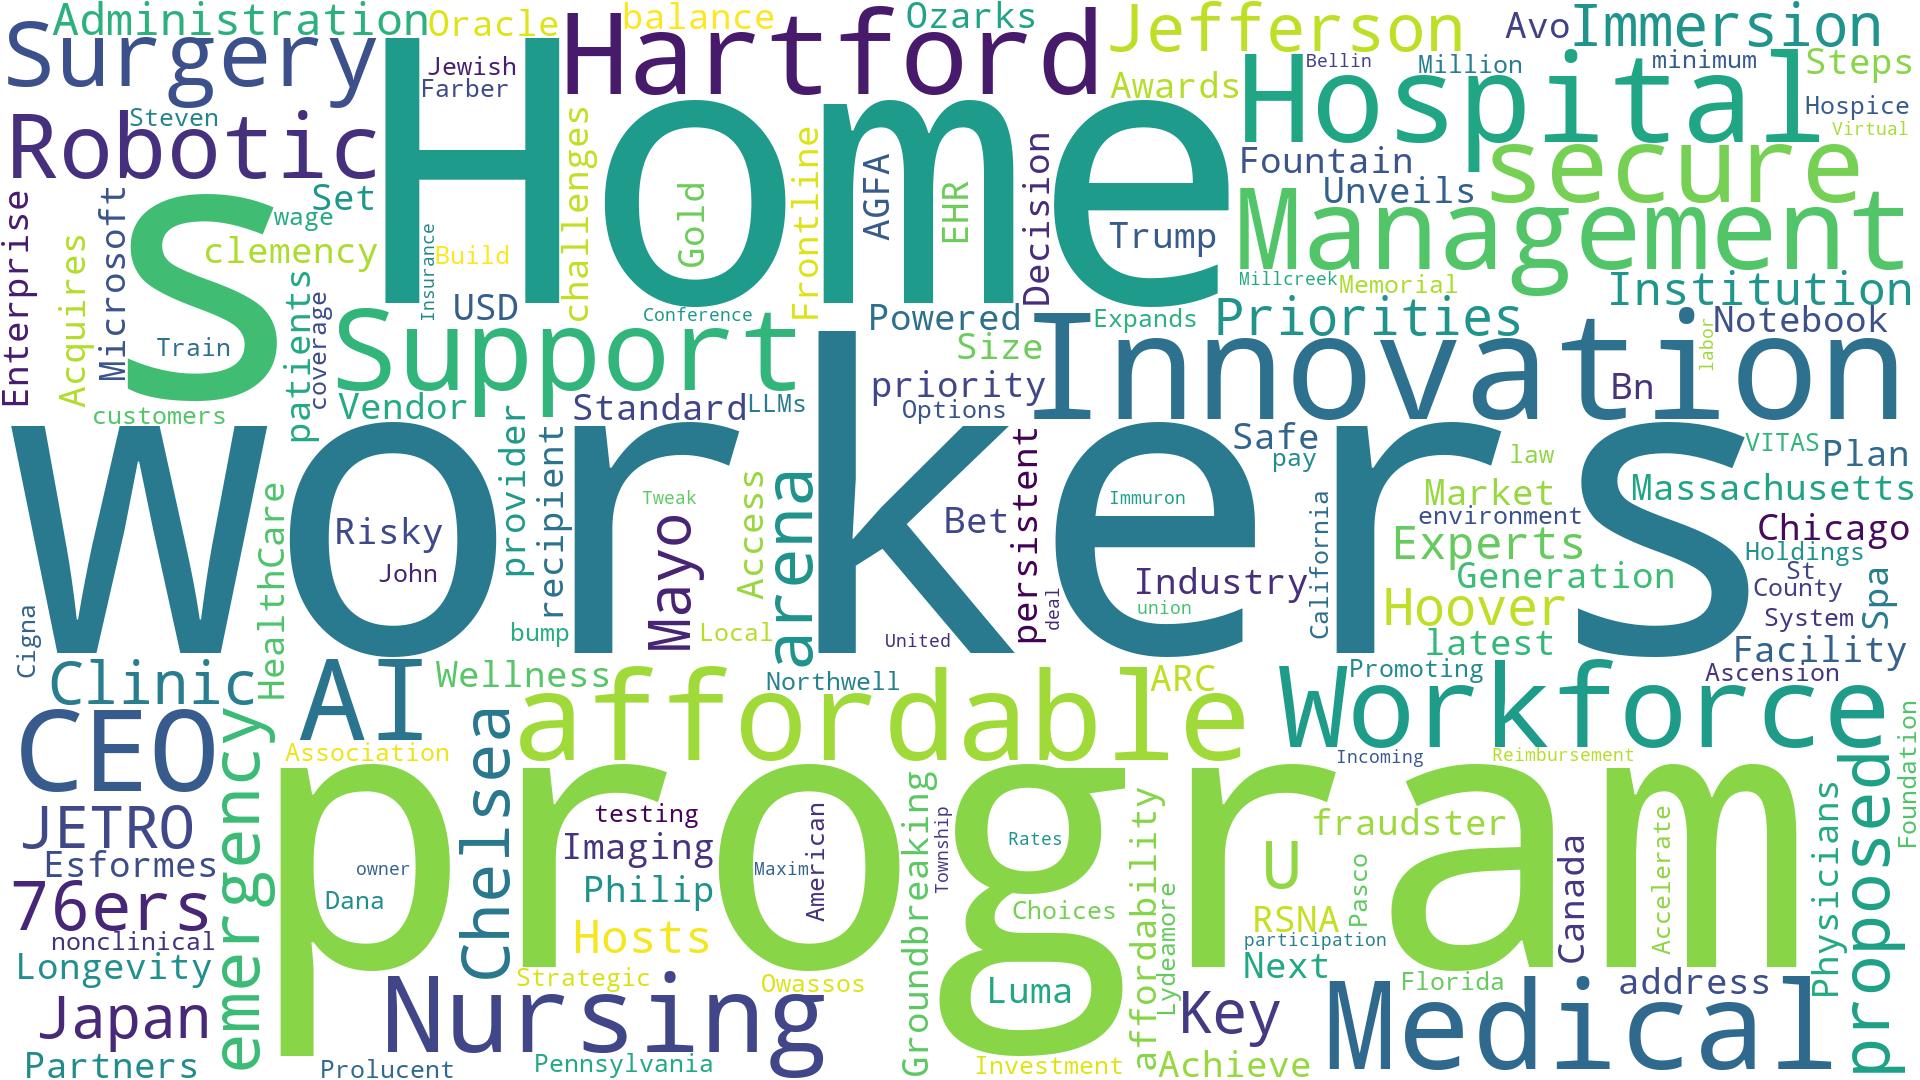 Administration
Oracle
balance
Ozarks
Jefferson
Avo
Immersion
Surgery
Home
Hartford
Jewish
Farber
Awards
Bellin
Million
minimum
Steps
Hospital
Hospice
Virtual
Robotic
Steven
Fountain
Unveils
secure
Management
Set
wage
clemency
s
Enterprise
Acquires
Microsoft
patients
coverage
Insurance
Build
USD
challenges
Gold
Frontline
AGFA
EHR
Decision
Trump
Millcreek
Memorial
Institution
Train
customers
Support
Conference
Powered
Expands
Priorities
Notebook
Innovation
labor
Bn
Size
priority
Options
Vendor
Standard
LLMs
workers
Safe
pay
law
VITAS
Plan
Massachusetts
Market
environment
Chicago
Experts
Holdings
St
County
Generation
Hoover
System
Spa
latest
Facility
Ascension
HealthCare
Risky
John
provider
recipient
bump
Tweak
Mayo
Access
Local
arena
Bet
United
persistent
deal
Immuron
Industry
union
California
Cigna
Clinic
AI
Wellness
Northwell
affordable
ARC
Promoting
Workforce
CEO
emergency
Association
Chelsea
Incoming
Reimbursement
Foundation
proposed
program
JETRO
Esformes
76ers
nonclinical
Longevity
Japan
Partners
owner
Dana
testing
Imaging
Philip
Hosts
Strategic
Maxim
American
Owassos
Groundbreaking
Township
Rates
Choices
Luma
affordability
Lydeamore
U
fraudster
RSNA
participation
Next
Pasco
Canada
Accelerate
Physicians
Florida
address
Nursing
Prolucent
Pennsylvania
Investment
Key
Achieve
Medical